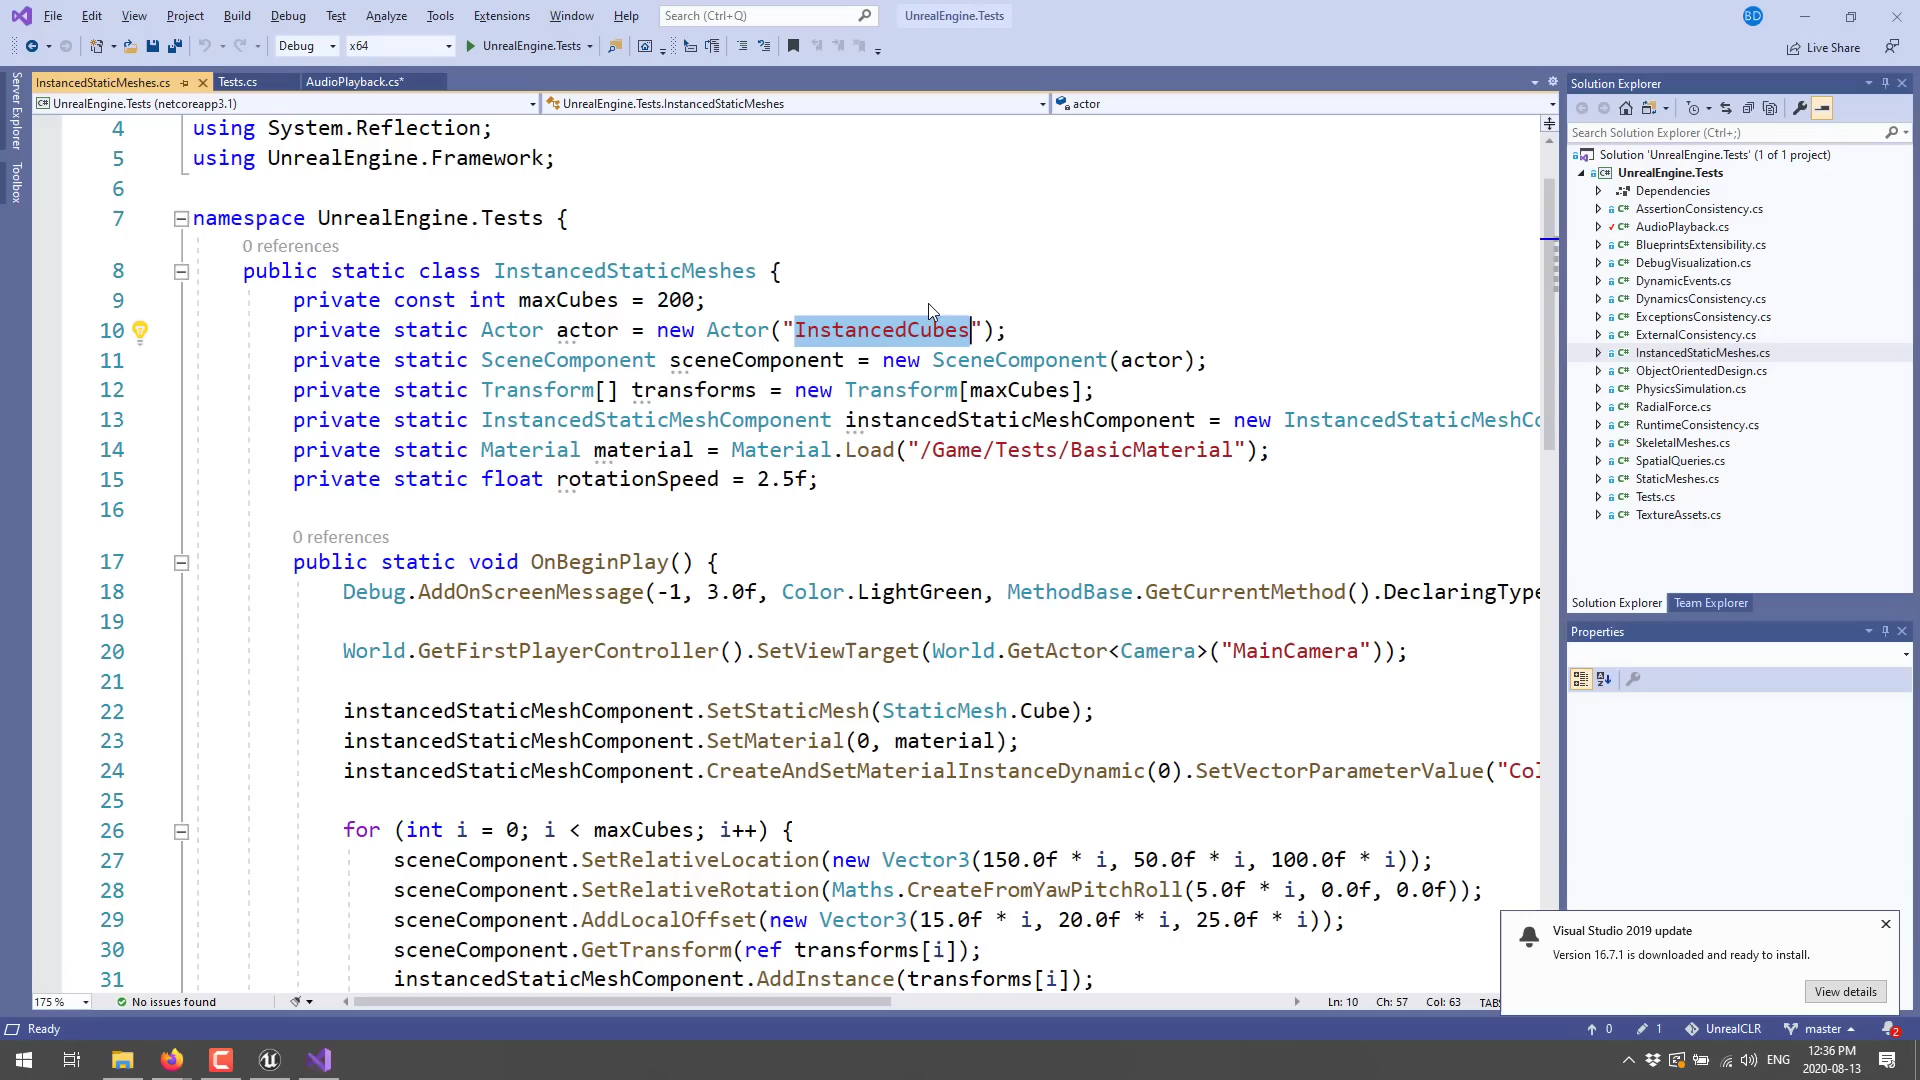 File Edit View Project Build Debug Test Analyze Tools Extensions Window Help Search (Ctrl+Q) UnrealEngine.Tests BD
Debug x64 UnrealEngine.Tests Live Share
Server Explorer
Toolbox
InstancedStaticMeshes.cs Tests.cs AudioPlayback.cs*
UnrealEngine.Tests (netcoreapp3.1) UnrealEngine.Tests.InstancedStaticMeshes actor
4 using System.Reflection;
5 using UnrealEngine.Framework;
6
7 namespace UnrealEngine.Tests {
0 references
8 public static class InstancedStaticMeshes {
9 private const int maxCubes = 200;
10 private static Actor actor = new Actor("InstancedCubes");
11 private static SceneComponent sceneComponent = new SceneComponent(actor);
12 private static Transform[] transforms = new Transform[maxCubes];
13 private static InstancedStaticMeshComponent instancedStaticMeshComponent = new InstancedStaticMeshCo
14 private static Material material = Material.Load("/Game/Tests/BasicMaterial");
15 private static float rotationSpeed = 2.5f;
16
0 references
17 public static void OnBeginPlay() {
18 Debug.AddOnScreenMessage(-1, 3.0f, Color.LightGreen, MethodBase.GetCurrentMethod().DeclaringType
19
20 World.GetFirstPlayerController().SetViewTarget(World.GetActor<Camera>("MainCamera"));
21
22 instancedStaticMeshComponent.SetStaticMesh(StaticMesh.Cube);
23 instancedStaticMeshComponent.SetMaterial(0, material);
24 instancedStaticMeshComponent.CreateAndSetMaterialInstanceDynamic(0).SetVectorParameterValue("Col
25
26 for (int i = 0; i < maxCubes; i++) {
27 sceneComponent.SetRelativeLocation(new Vector3(150.0f * i, 50.0f * i, 100.0f * i));
28 sceneComponent.SetRelativeRotation(Maths.CreateFromYawPitchRoll(5.0f * i, 0.0f, 0.0f));
29 sceneComponent.AddLocalOffset(new Vector3(15.0f * i, 20.0f * i, 25.0f * i));
30 sceneComponent.GetTransform(ref transforms[i]);
31 instancedStaticMeshComponent.AddInstance(transforms[i]);
175 % No issues found Ln: 10 Ch: 57 Col: 63 TABS
Solution Explorer
Search Solution Explorer (Ctrl+;)
Solution 'UnrealEngine.Tests' (1 of 1 project)
UnrealEngine.Tests
Dependencies
AssertionConsistency.cs
AudioPlayback.cs
BlueprintsExtensibility.cs
DebugVisualization.cs
DynamicEvents.cs
DynamicsConsistency.cs
ExceptionsConsistency.cs
ExternalConsistency.cs
InstancedStaticMeshes.cs
ObjectOrientedDesign.cs
PhysicsSimulation.cs
RadialForce.cs
RuntimeConsistency.cs
SkeletalMeshes.cs
SpatialQueries.cs
StaticMeshes.cs
Tests.cs
TextureAssets.cs
Solution Explorer Team Explorer
Properties
Visual Studio 2019 update
Version 16.7.1 is downloaded and ready to install.
View details
Ready 0 1 UnrealCLR master 2
ENG 12:36 PM
2020-08-13